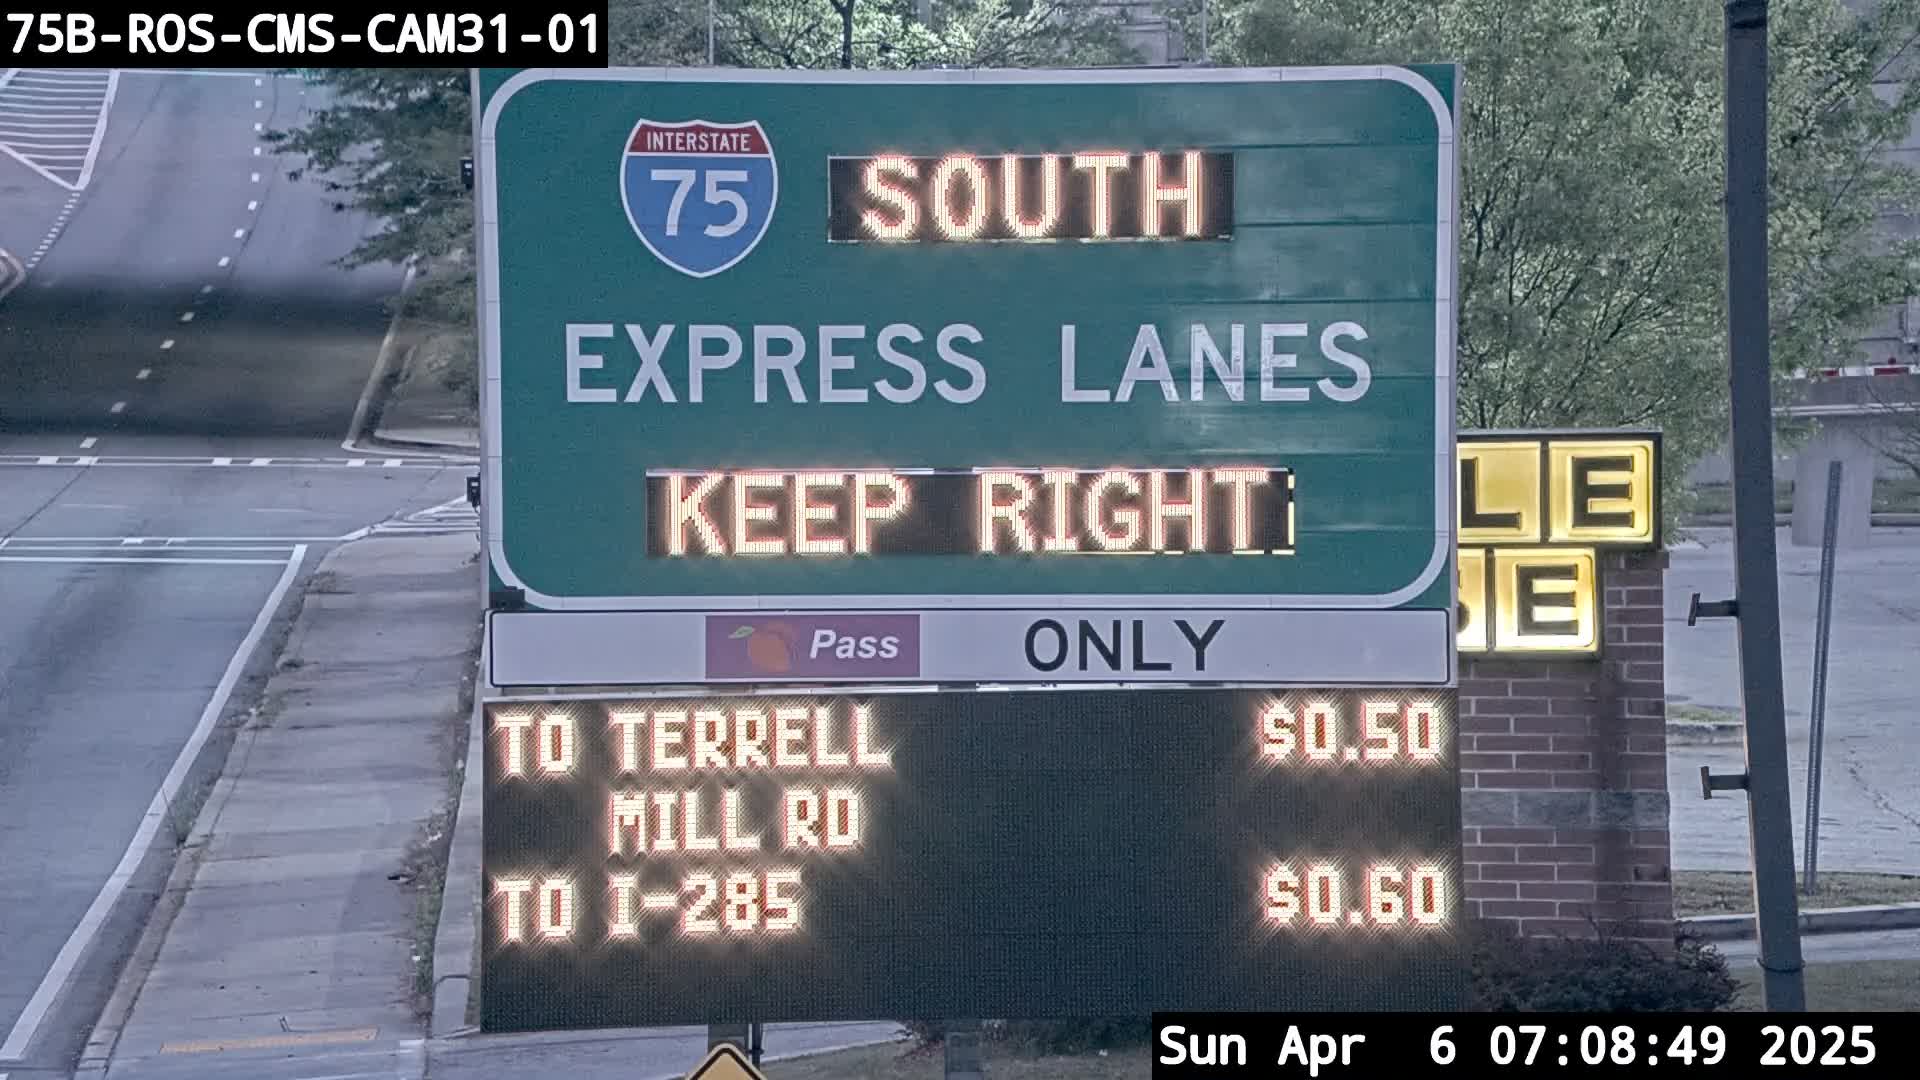 75B-ROS-CMS-CAM31-01
INTERSTATE
75
SOUTH
EXPRESS LANES
KEEP RIGHT
Pass ONLY
TO TERRELL $0.50
MILL RD
TO I-285 $0.60
LE
E
Sun Apr 6 07:08:49 2025